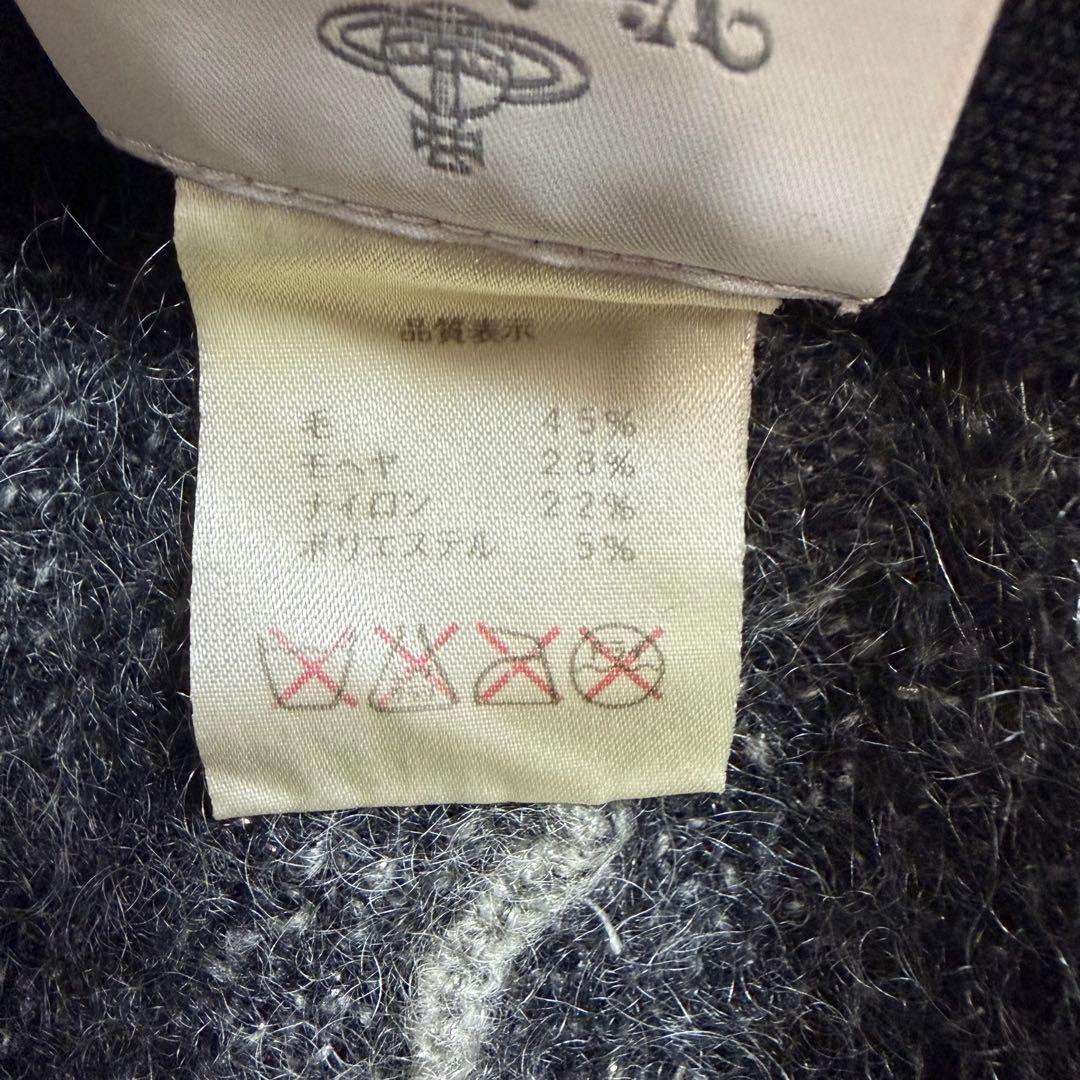 品質表示
毛 45%
モヘヤ 28%
ナイロン 22%
ポリエステル 5%